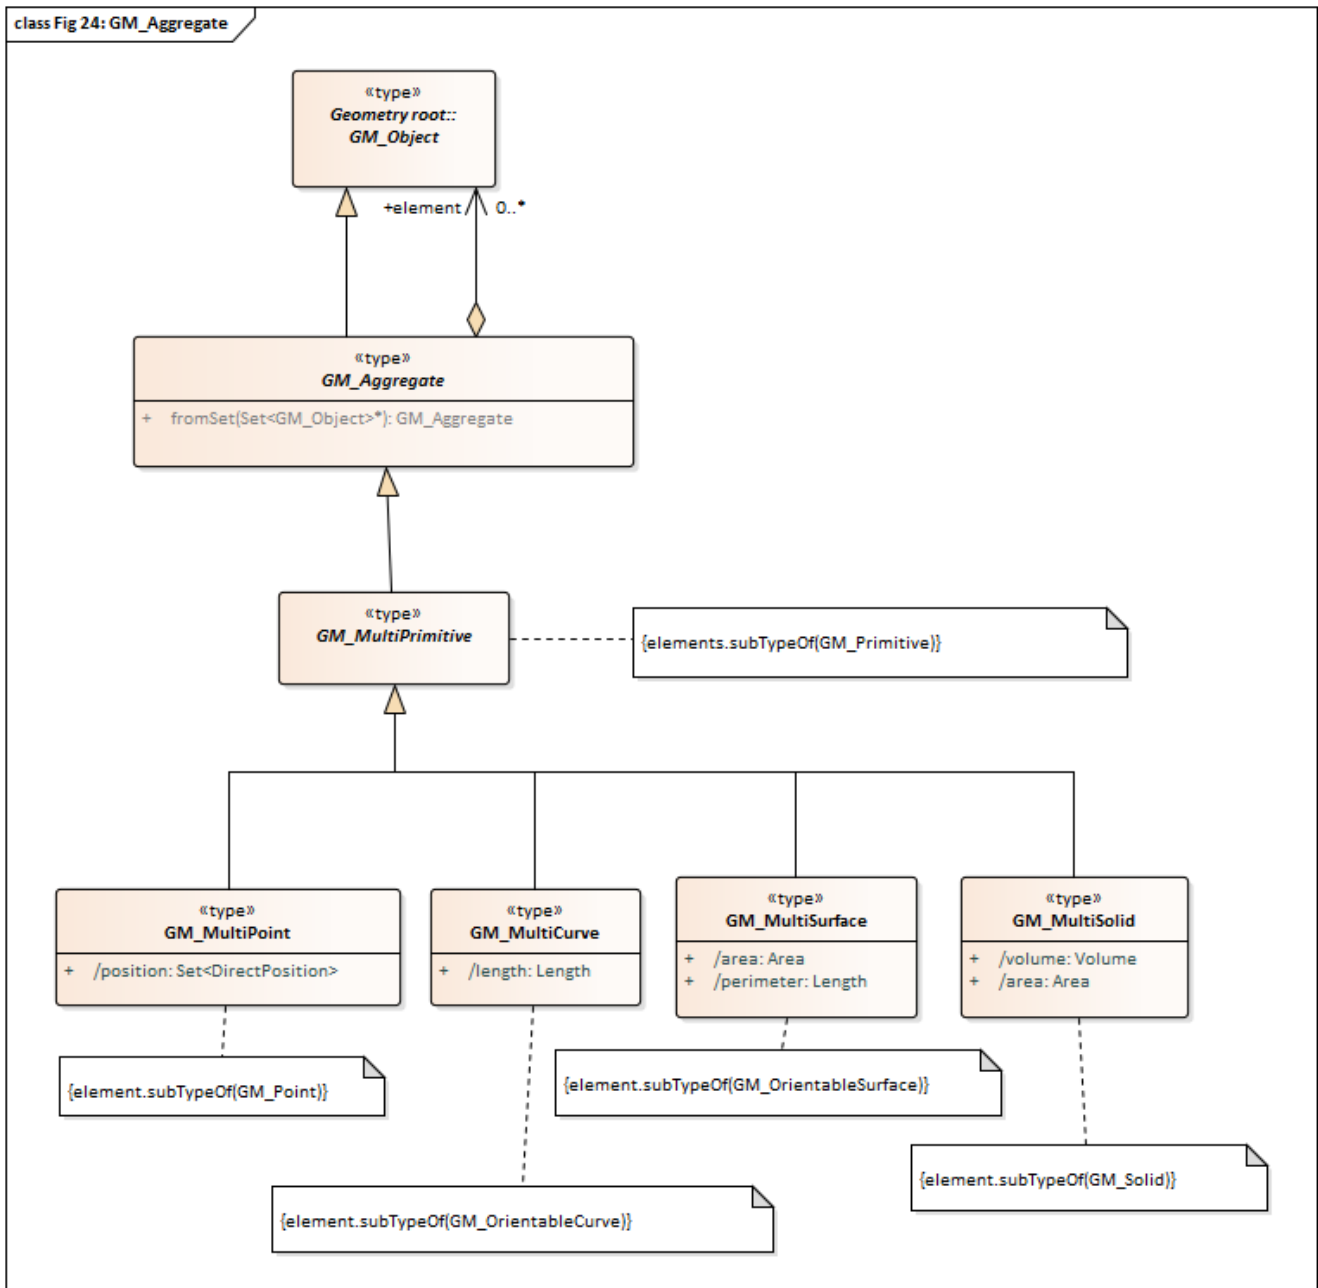 class Fig 24: GM_Aggregate
«type»
Geometry root::
GM_Object
+element
0..*
«type»
GM_Aggregate
+ fromSet(Set<GM_Object>*): GM_Aggregate
«type»
GM_MultiPrimitive
{elements.subTypeOf(GM_Primitive)}
«type»
GM_MultiPoint
+ /position: Set<DirectPosition>
«type»
GM_MultiCurve
+ /length: Length
«type»
GM_MultiSurface
+ /area: Area
+ /perimeter: Length
«type»
GM_MultiSolid
+ /volume: Volume
+ /area: Area
{element.subTypeOf(GM_Point)}
{element.subTypeOf(GM_OrientableSurface)}
{element.subTypeOf(GM_Solid)}
{element.subTypeOf(GM_OrientableCurve)}